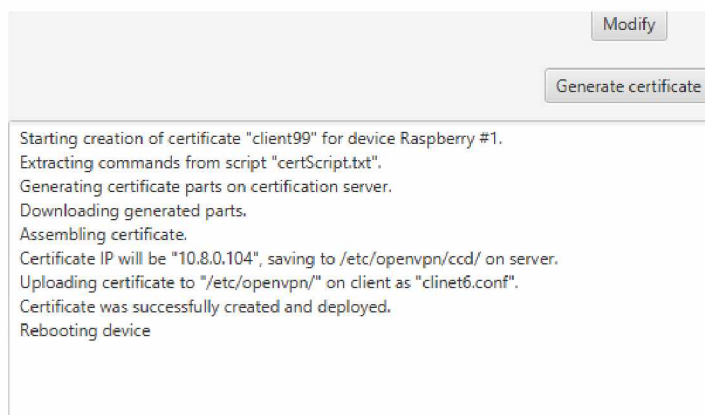 Modify
Generate certificate
Starting creation of certificate "client99" for device Raspberry #1.
Extracting commands from script "certScript.txt".
Generating certificate parts on certification server.
Downloading generated parts.
Assembling certificate.
Certificate IP will be "10.8.0.104", saving to /etc/openvpn/ccd/ on server.
Uploading certificate to "/etc/openvpn/" on client as "clinet6.conf".
Certificate was successfully created and deployed.
Rebooting device